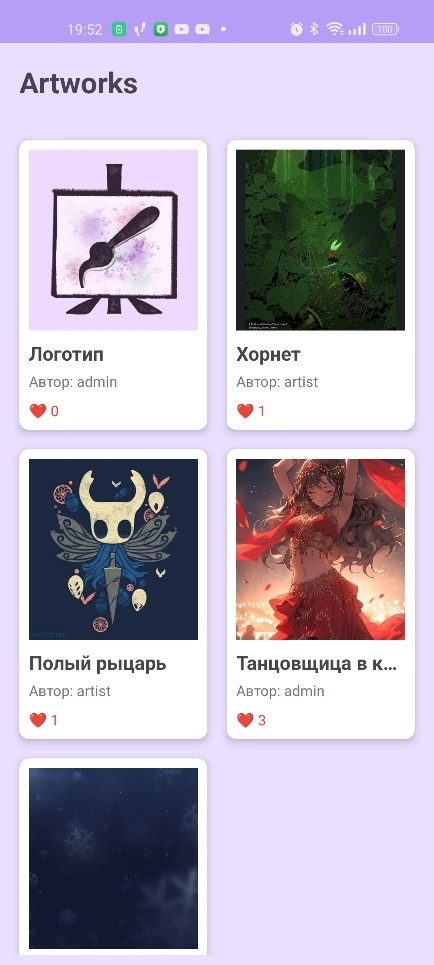 19:52
100
Artworks
Логотип
Автор: admin
❤️ 0
Хорнет
Автор: artist
❤️ 1
Полый рыцарь
Автор: artist
❤️ 1
Танцовщица в к...
Автор: admin
❤️ 3